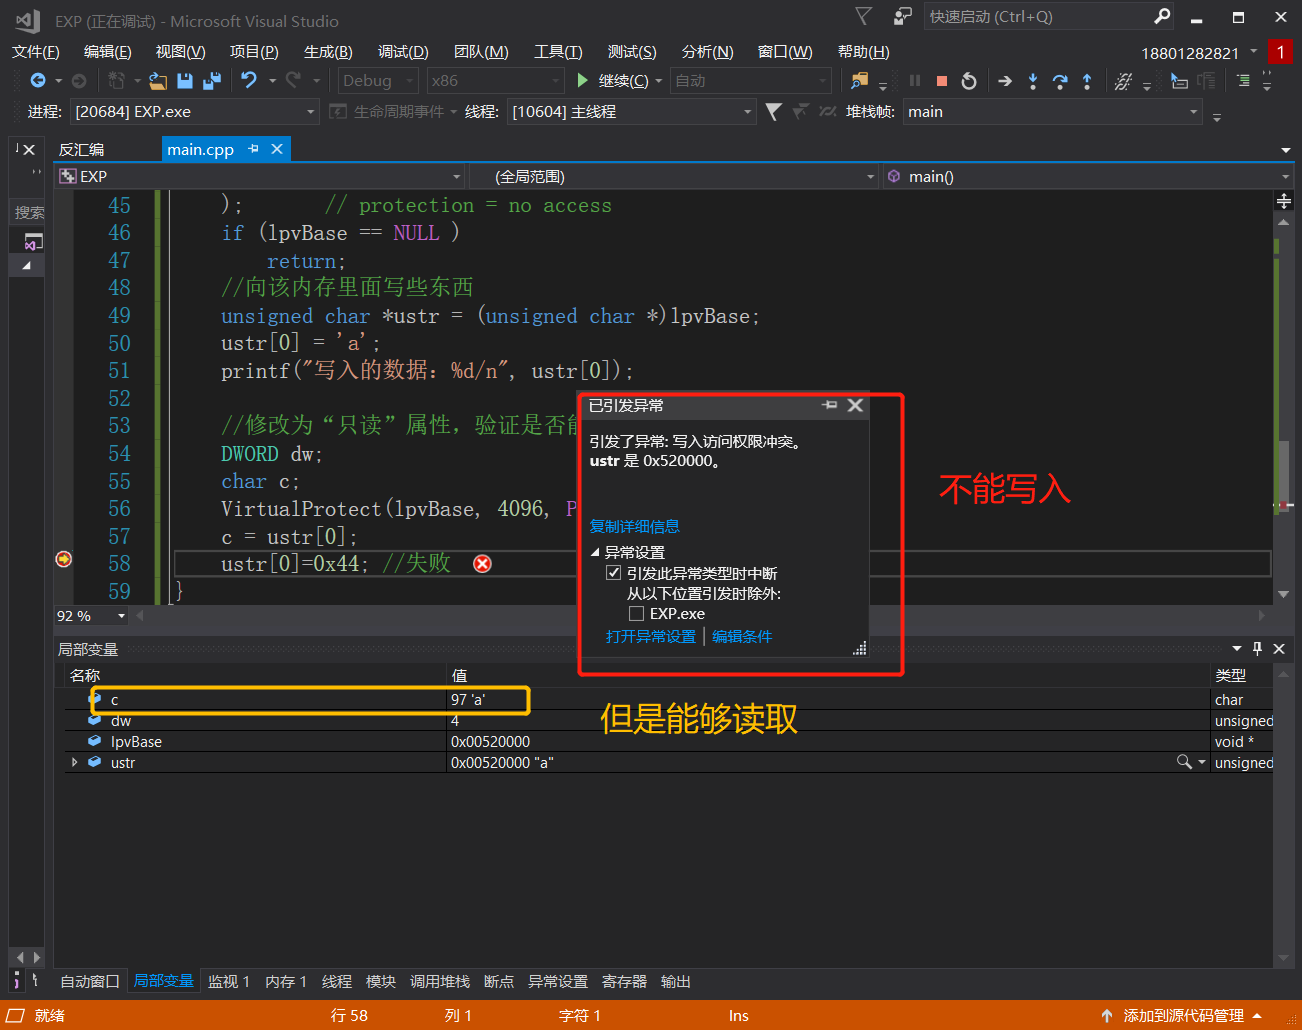 EXP (正在调试) - Microsoft Visual Studio
快速启动 (Ctrl+Q)
文件(F) 编辑(E) 视图(V) 项目(P) 生成(B) 调试(D) 团队(M) 工具(T) 测试(S) 分析(N) 窗口(W) 帮助(H)
18801282821
1
Debug
x86
继续(C)
自动
进程: [20684] EXP.exe
生命周期事件
线程: [10604] 主线程
堆栈帧: main
反汇编
main.cpp
搜索
EXP
(全局范围)
main()
45 ); // protection = no access
46 if (lpvBase == NULL )
47 return;
48 //向该内存里面写些东西
49 unsigned char *ustr = (unsigned char *)lpvBase;
50 ustr[0] = 'a';
51 printf("写入的数据: %d/n", ustr[0]);
52
53 //修改为“只读”属性, 验证是否能
54 DWORD dw;
55 char c;
56 VirtualProtect(lpvBase, 4096, P
57 c = ustr[0];
58 ustr[0]=0x44; //失败
59 }
已引发异常
引发了异常: 写入访问权限冲突。
ustr 是 0x520000。
复制详细信息
异常设置
引发此异常类型时中断
从以下位置引发时除外:
EXP.exe
打开异常设置 | 编辑条件
不能写入
92 %
局部变量
名称 值 类型
c 97 'a' char
dw 4 unsigned
lpvBase 0x00520000 void *
ustr 0x00520000 "a" unsigned
但是能够读取
自动窗口 局部变量 监视 1 内存 1 线程 模块 调用堆栈 断点 异常设置 寄存器 输出
就绪 行 58 列 1 字符 1 Ins 添加到源代码管理